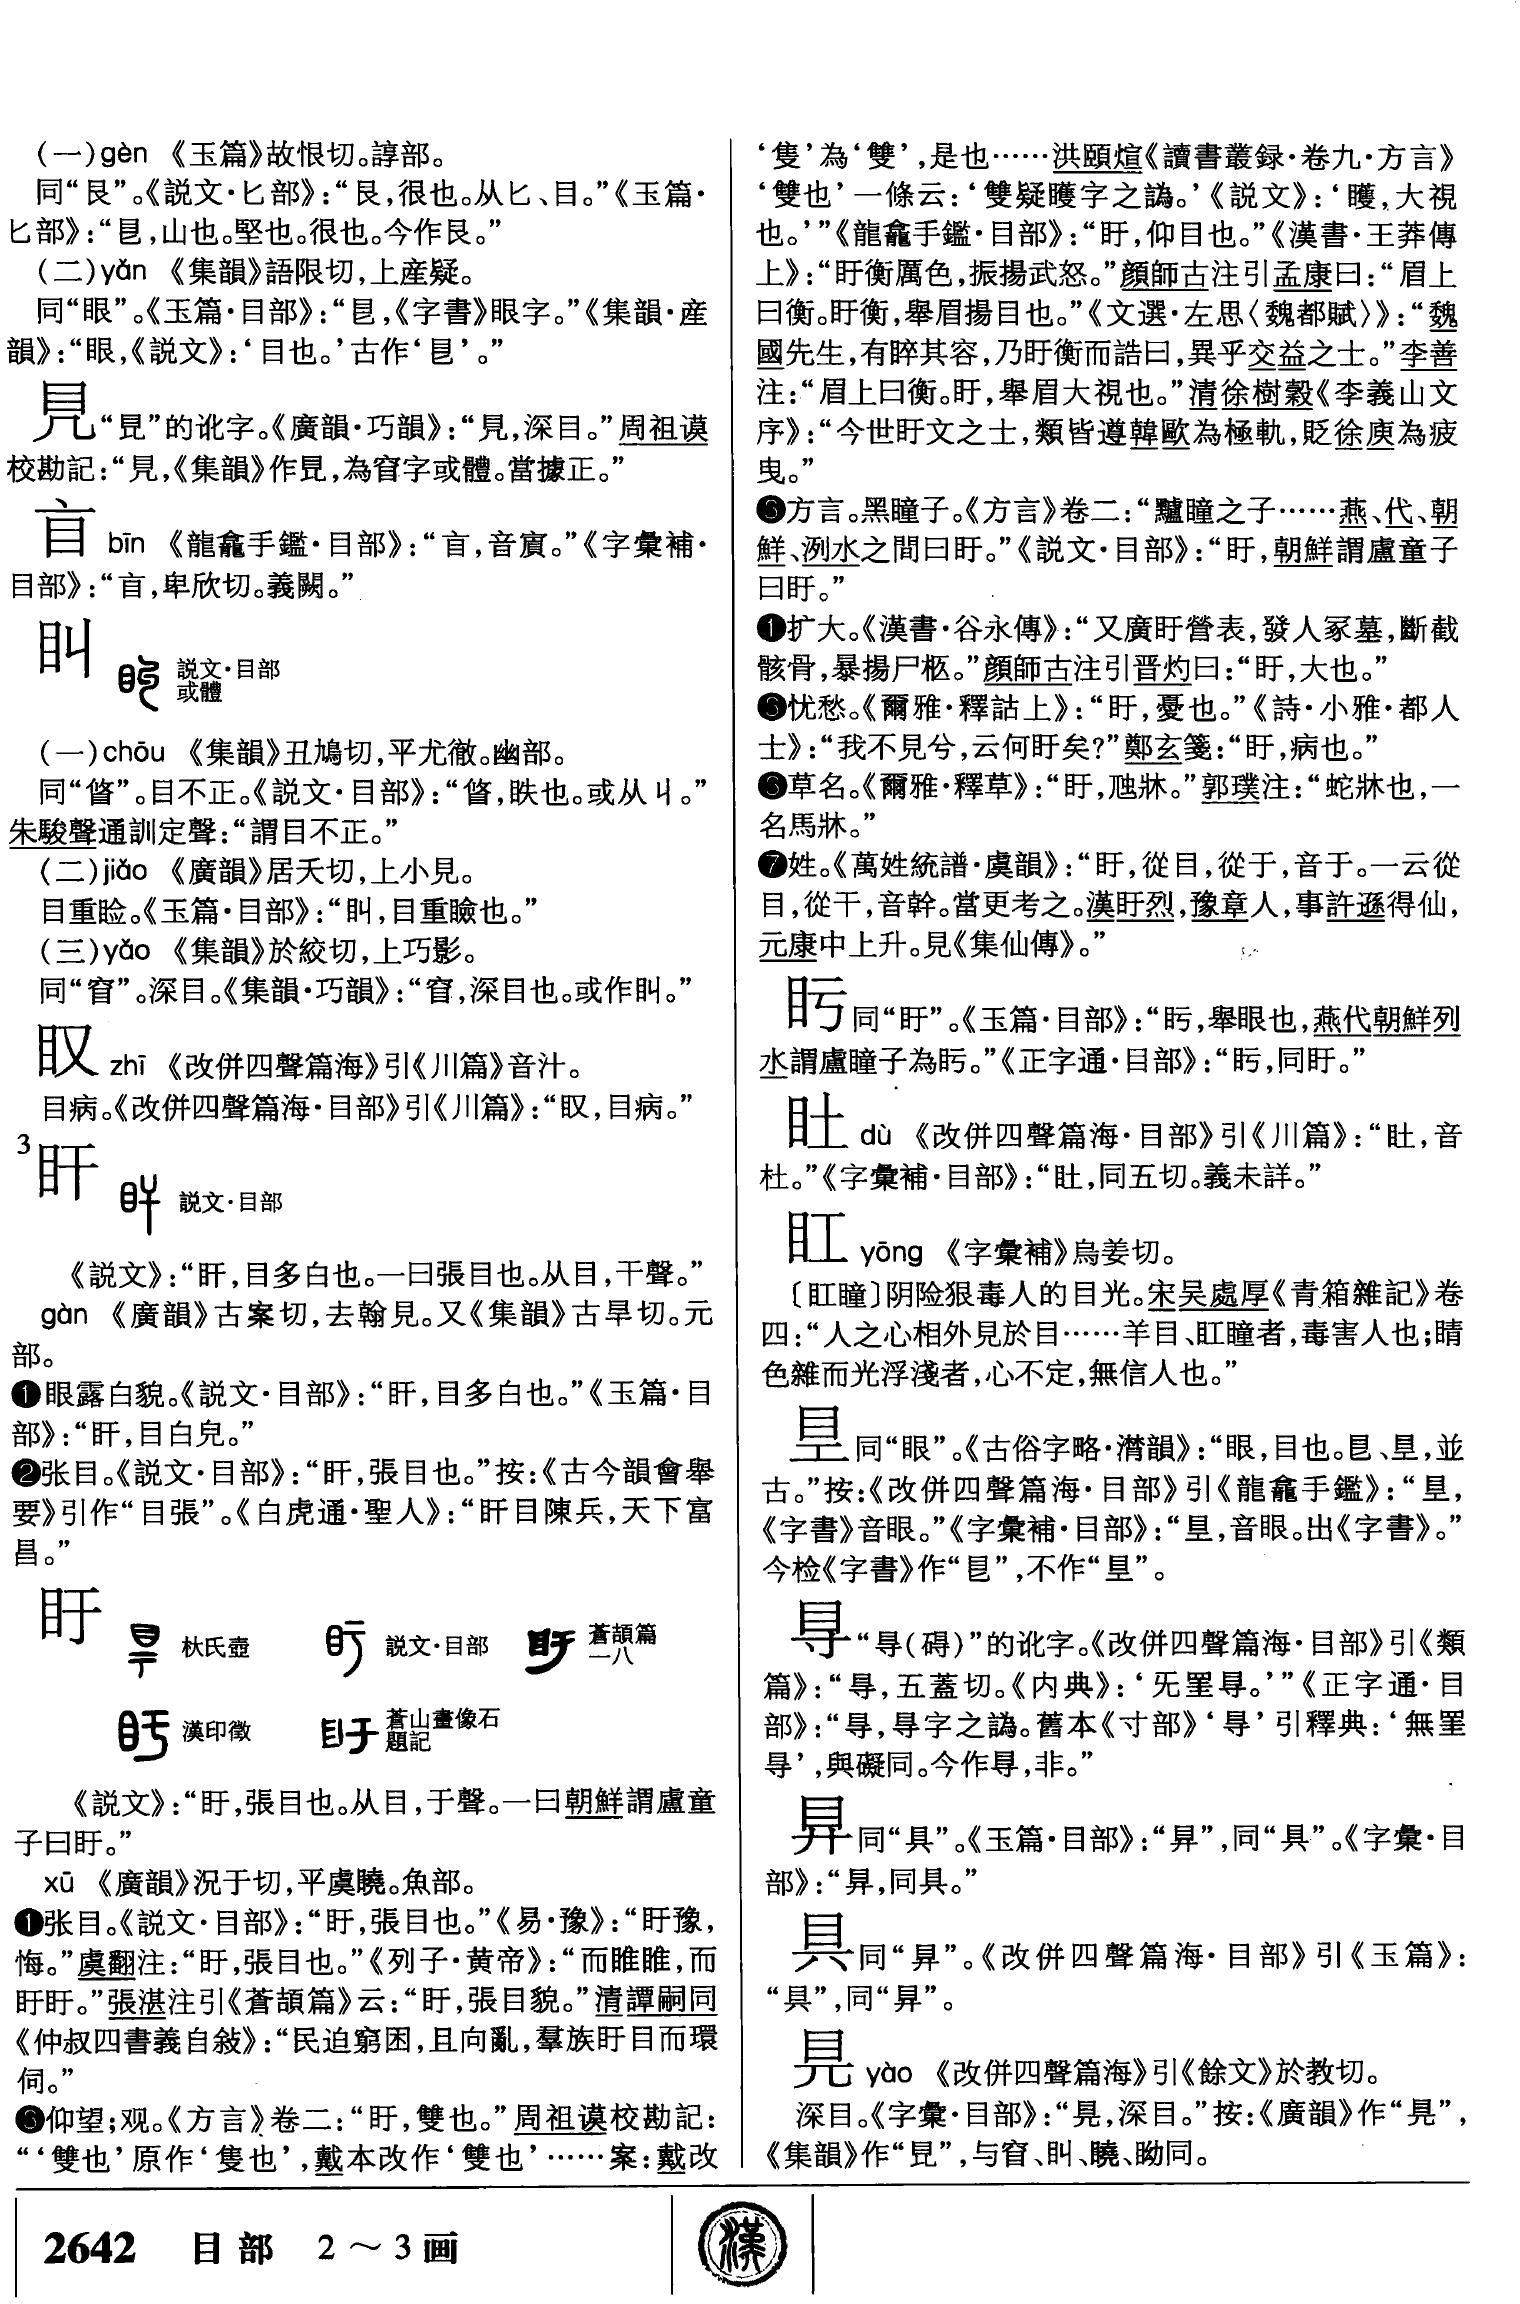 (一)gèn 《玉篇》故恨切。諄部。
同“艮”。《説文·匕部》：“艮，很也。从匕、目。”《玉篇·
匕部》：“㫐，山也。堅也。很也。今作艮。”
(二)yǎn 《集韻》語限切，上産疑。
同“眼”。《玉篇·目部》：“㫐，《字書》眼字。”《集韻·産
韻》：“眼，《説文》：‘目也。’古作‘㫐’。”
“㫐”的讹字。《廣韻·巧韻》：“，深目。”周祖谟
校勘記：“，《集韻》作，為窅字或體。當據正。”
bīn 《龍龕手鑑·目部》：“，音賓。”《字彙補·
目部》：“，卑欣切。義闕。”
䀗 説文·目部
或體
(一)chōu 《集韻》丑鳩切，平尤徹。幽部。
同“䀺”。目不正。《説文·目部》：“䀺，眣也。或从丩。”
朱駿聲通訓定聲：“謂目不正。”
(二)jiǎo 《廣韻》居夭切，上小見。
目重睑。《玉篇·目部》：“䀗，目重瞼也。”
(三)yǎo 《集韻》於絞切，上巧影。
同“窅”。深目。《集韻·巧韻》：“窅，深目也。或作䀗。”
zhī 《改併四聲篇海》引《川篇》音汁。
目病。《改併四聲篇海·目部》引《川篇》：“，目病。”
3
盰 説文·目部
《説文》：“盰，目多白也。一曰張目也。从目，干聲。”
gàn 《廣韻》古案切，去翰見。又《集韻》古旱切。元
部。
❶眼露白貌。《説文·目部》：“盰，目多白也。”《玉篇·目
部》：“盰，目白皃。”
❷张目。《説文·目部》：“盰，張目也。”按：《古今韻會舉
要》引作“目張”。《白虎通·聖人》：“盰目陳兵，天下富
昌。”
盱 杕氏壺 説文·目部 蒼頡篇
一八
漢印徵 蒼山畫像石
題記
《説文》：“盱，張目也。从目，于聲。一曰朝鮮謂盧童
子曰盱。”
xū 《廣韻》況于切，平虞曉。魚部。
❶张目。《説文·目部》：“盱，張目也。”《易·豫》：“盱豫，
悔。”虞翻注：“盱，張目也。”《列子·黄帝》：“而睢睢，而
盱盱。”張湛注引《蒼頡篇》云：“盱，張目貌。”清譚嗣同
《仲叔四書義自敍》：“民迫窮困，且向亂，羣族盱目而環
伺。”
仰望；观。《方言》卷二：“盱，雙也。”周祖谟校勘記：
“‘雙也’原作‘隻也’，戴本改作‘雙也’……案：戴改
‘隻’為‘雙’，是也……洪頤煊《讀書叢録·卷九·方言》
‘雙也’一條云：‘雙疑矆字之譌。’《説文》：‘矆，大視
也。’”《龍龕手鑑·目部》：“盱，仰目也。”《漢書·王莽傳
上》：“盱衡厲色，振揚武怒。”顔師古注引孟康曰：“眉上
曰衡。盱衡，舉眉揚目也。”《文選·左思〈魏都賦〉》：“魏
國先生，有睟其容，乃盱衡而誥曰，異乎交益之士。”李善
注：“眉上曰衡。盱，舉眉大視也。”清徐樹穀《李義山文
序》：“今世盱文之士，類皆遵韓歐為極軌，貶徐庾為疲
曳。”
方言。黑瞳子。《方言》卷二：“驢瞳之子……燕、代、朝
鮮、洌水之間曰盱。”《説文·目部》：“盱，朝鮮謂盧童子
曰盱。”
扩大。《漢書·谷永傳》：“又廣盱營表，發人冢墓，斷截
骸骨，暴揚尸柩。”顔師古注引晋灼曰：“盱，大也。”
忧愁。《爾雅·釋詁上》：“盱，憂也。”《詩·小雅·都人
士》：“我不見兮，云何盱矣？”鄭玄箋：“盱，病也。”
草名。《爾雅·釋草》：“盱，虺牀。”郭璞注：“蛇牀也，一
名馬牀。”
❼姓。《萬姓統譜·虞韻》：“盱，從目，從于，音于。一云從
目，從干，音幹。當更考之。漢盱烈，豫章人，事許遜得仙，
元康中上升。見《集仙傳》。”
同“盱”。《玉篇·目部》：“，舉眼也，燕代朝鮮列
水謂盧瞳子為。”《正字通·目部》：“，同盱。”
dù 《改併四聲篇海·目部》引《川篇》：“，音
杜。”《字彙補·目部》：“，同五切。義未詳。”
yōng 《字彙補》烏姜切。
〔瞳〕阴险狠毒人的目光。宋吴處厚《青箱雜記》卷
四：“人之心相外見於目……羊目、瞳者，毒害人也；睛
色雜而光浮淺者，心不定，無信人也。”
同“眼”。《古俗字略·潸韻》：“眼，目也。㫐、，並
古。”按：《改併四聲篇海·目部》引《龍龕手鑑》：“，
《字書》音眼。”《字彙補·目部》：“，音眼。出《字書》。”
今检《字書》作“㫐”，不作“”。
“㝵(碍)”的讹字。《改併四聲篇海·目部》引《類
篇》：“，五蓋切。《内典》：‘旡罣。’”《正字通·目
部》：“，㝵字之譌。舊本《寸部》‘㝵’引釋典：‘無罣
㝵’，與礙同。今作，非。”
同“具”。《玉篇·目部》：“”，同“具”。《字彙·目
部》：“，同具。”
同“”。《改併四聲篇海·目部》引《玉篇》：
“”，同“”。
yào 《改併四聲篇海》引《餘文》於教切。
深目。《字彙·目部》：“，深目。”按：《廣韻》作“”，
《集韻》作“”，与窅、䀗、䁱、眑同。
2642 目部 2～3画
漢